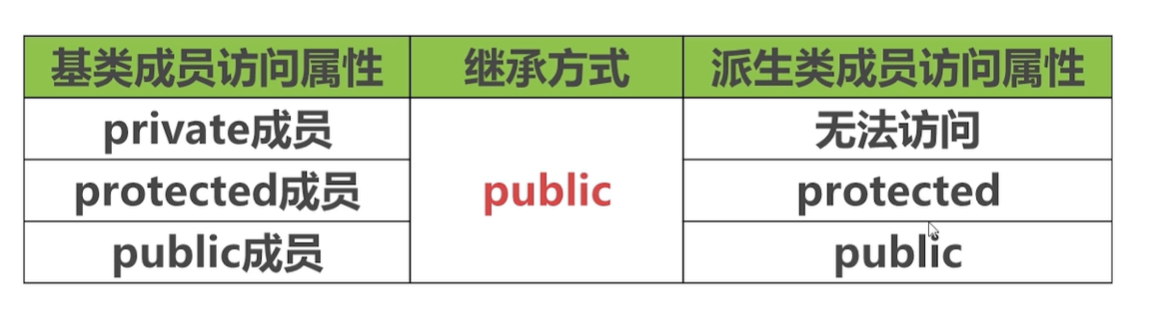 基类成员访问属性 继承方式 派生类成员访问属性
private成员 无法访问
protected成员 public protected
public成员 public